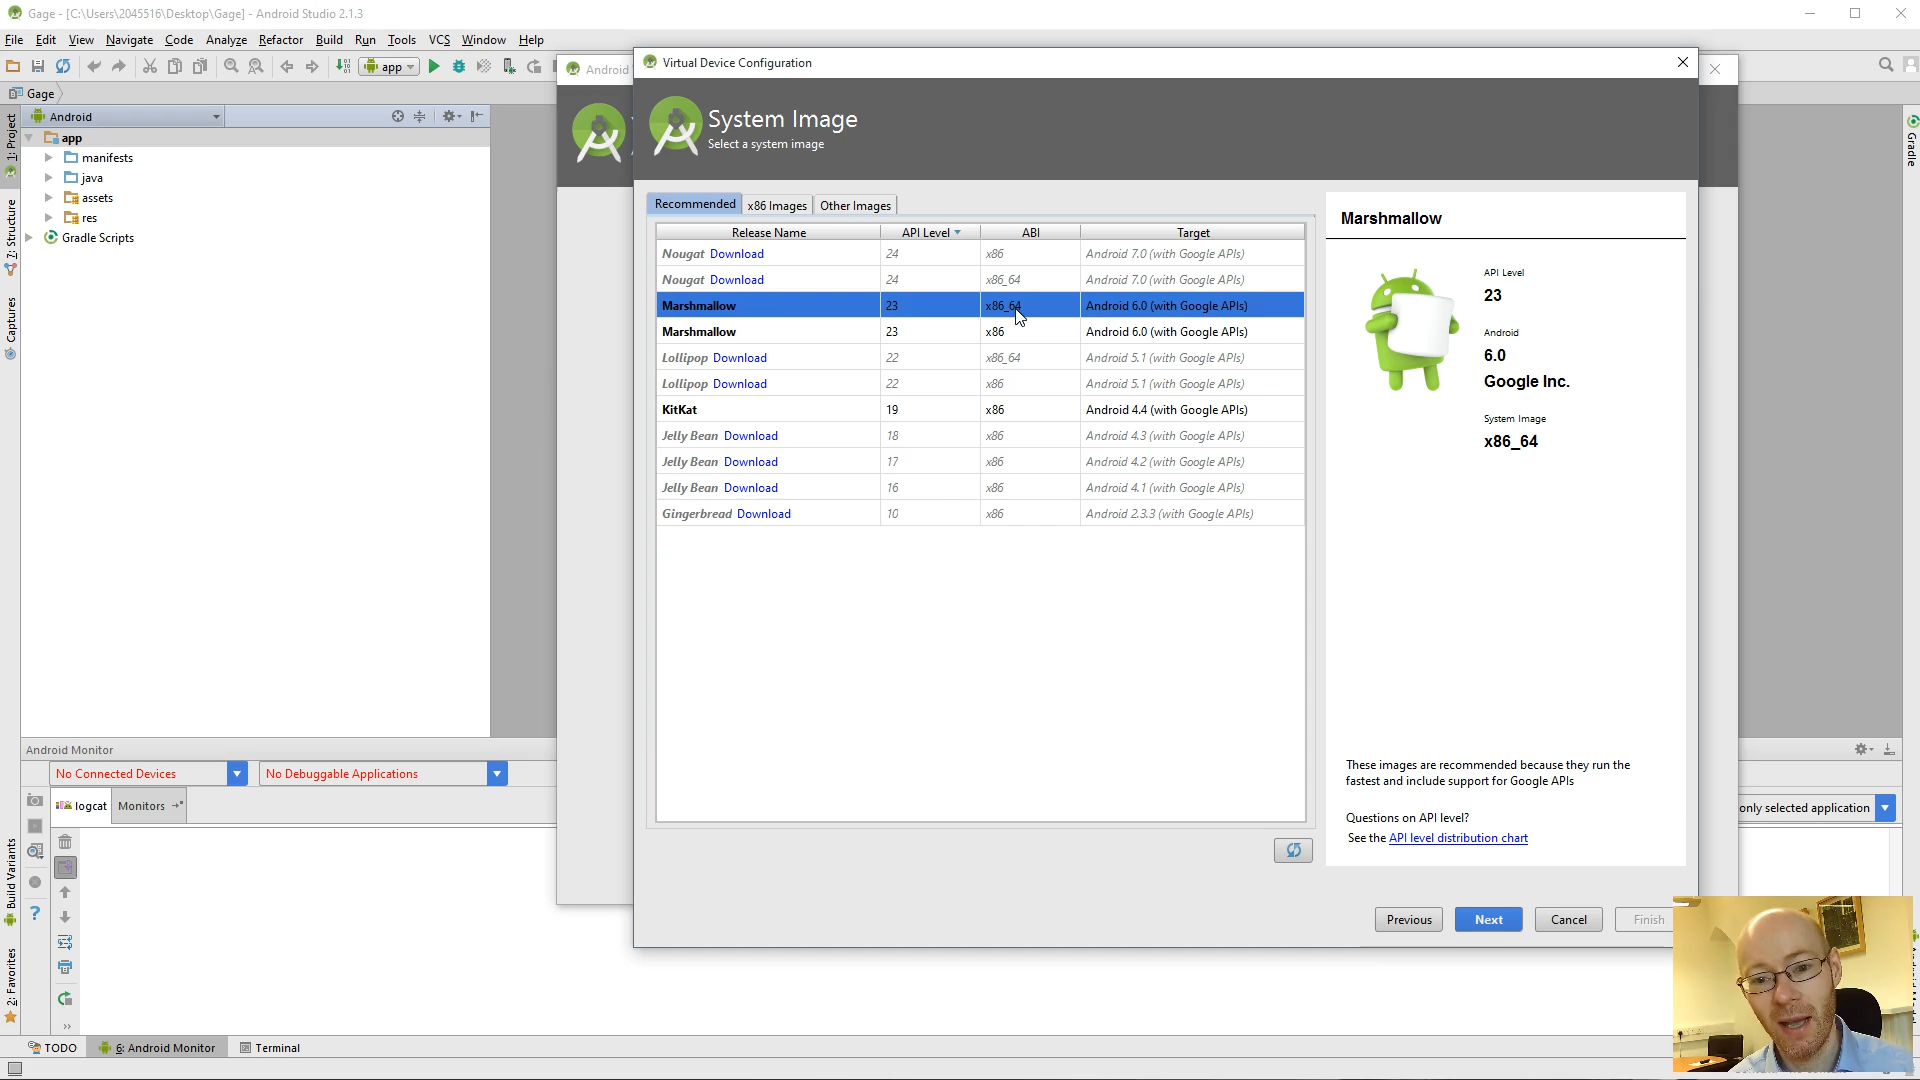 Gage - [C:\Users\2045516\Desktop\Gage] - Android Studio 2.1.3
File Edit View Navigate Code Analyze Refactor Build Run Tools VCS Window Help
app
Gage
Android
Virtual Device Configuration
System Image
Select a system image
1: Project
Android
app
manifests
java
assets
res
Gradle Scripts
7: Structure
Captures
Build Variants
2: Favorites
Gradle
Recommended x86 Images Other Images
Release Name API Level ABI Target
Nougat Download 24 x86 Android 7.0 (with Google APIs)
Nougat Download 24 x86_64 Android 7.0 (with Google APIs)
Marshmallow 23 x86_64 Android 6.0 (with Google APIs)
Marshmallow 23 x86 Android 6.0 (with Google APIs)
Lollipop Download 22 x86_64 Android 5.1 (with Google APIs)
Lollipop Download 22 x86 Android 5.1 (with Google APIs)
KitKat 19 x86 Android 4.4 (with Google APIs)
Jelly Bean Download 18 x86 Android 4.3 (with Google APIs)
Jelly Bean Download 17 x86 Android 4.2 (with Google APIs)
Jelly Bean Download 16 x86 Android 4.1 (with Google APIs)
Gingerbread Download 10 x86 Android 2.3.3 (with Google APIs)
Marshmallow
API Level
23
Android
6.0
Google Inc.
System Image
x86_64
These images are recommended because they run the
fastest and include support for Google APIs
Questions on API level?
See the API level distribution chart
Previous Next Cancel Finish
Android Monitor
No Connected Devices No Debuggable Applications
logcat Monitors
only selected application
TODO 6: Android Monitor Terminal